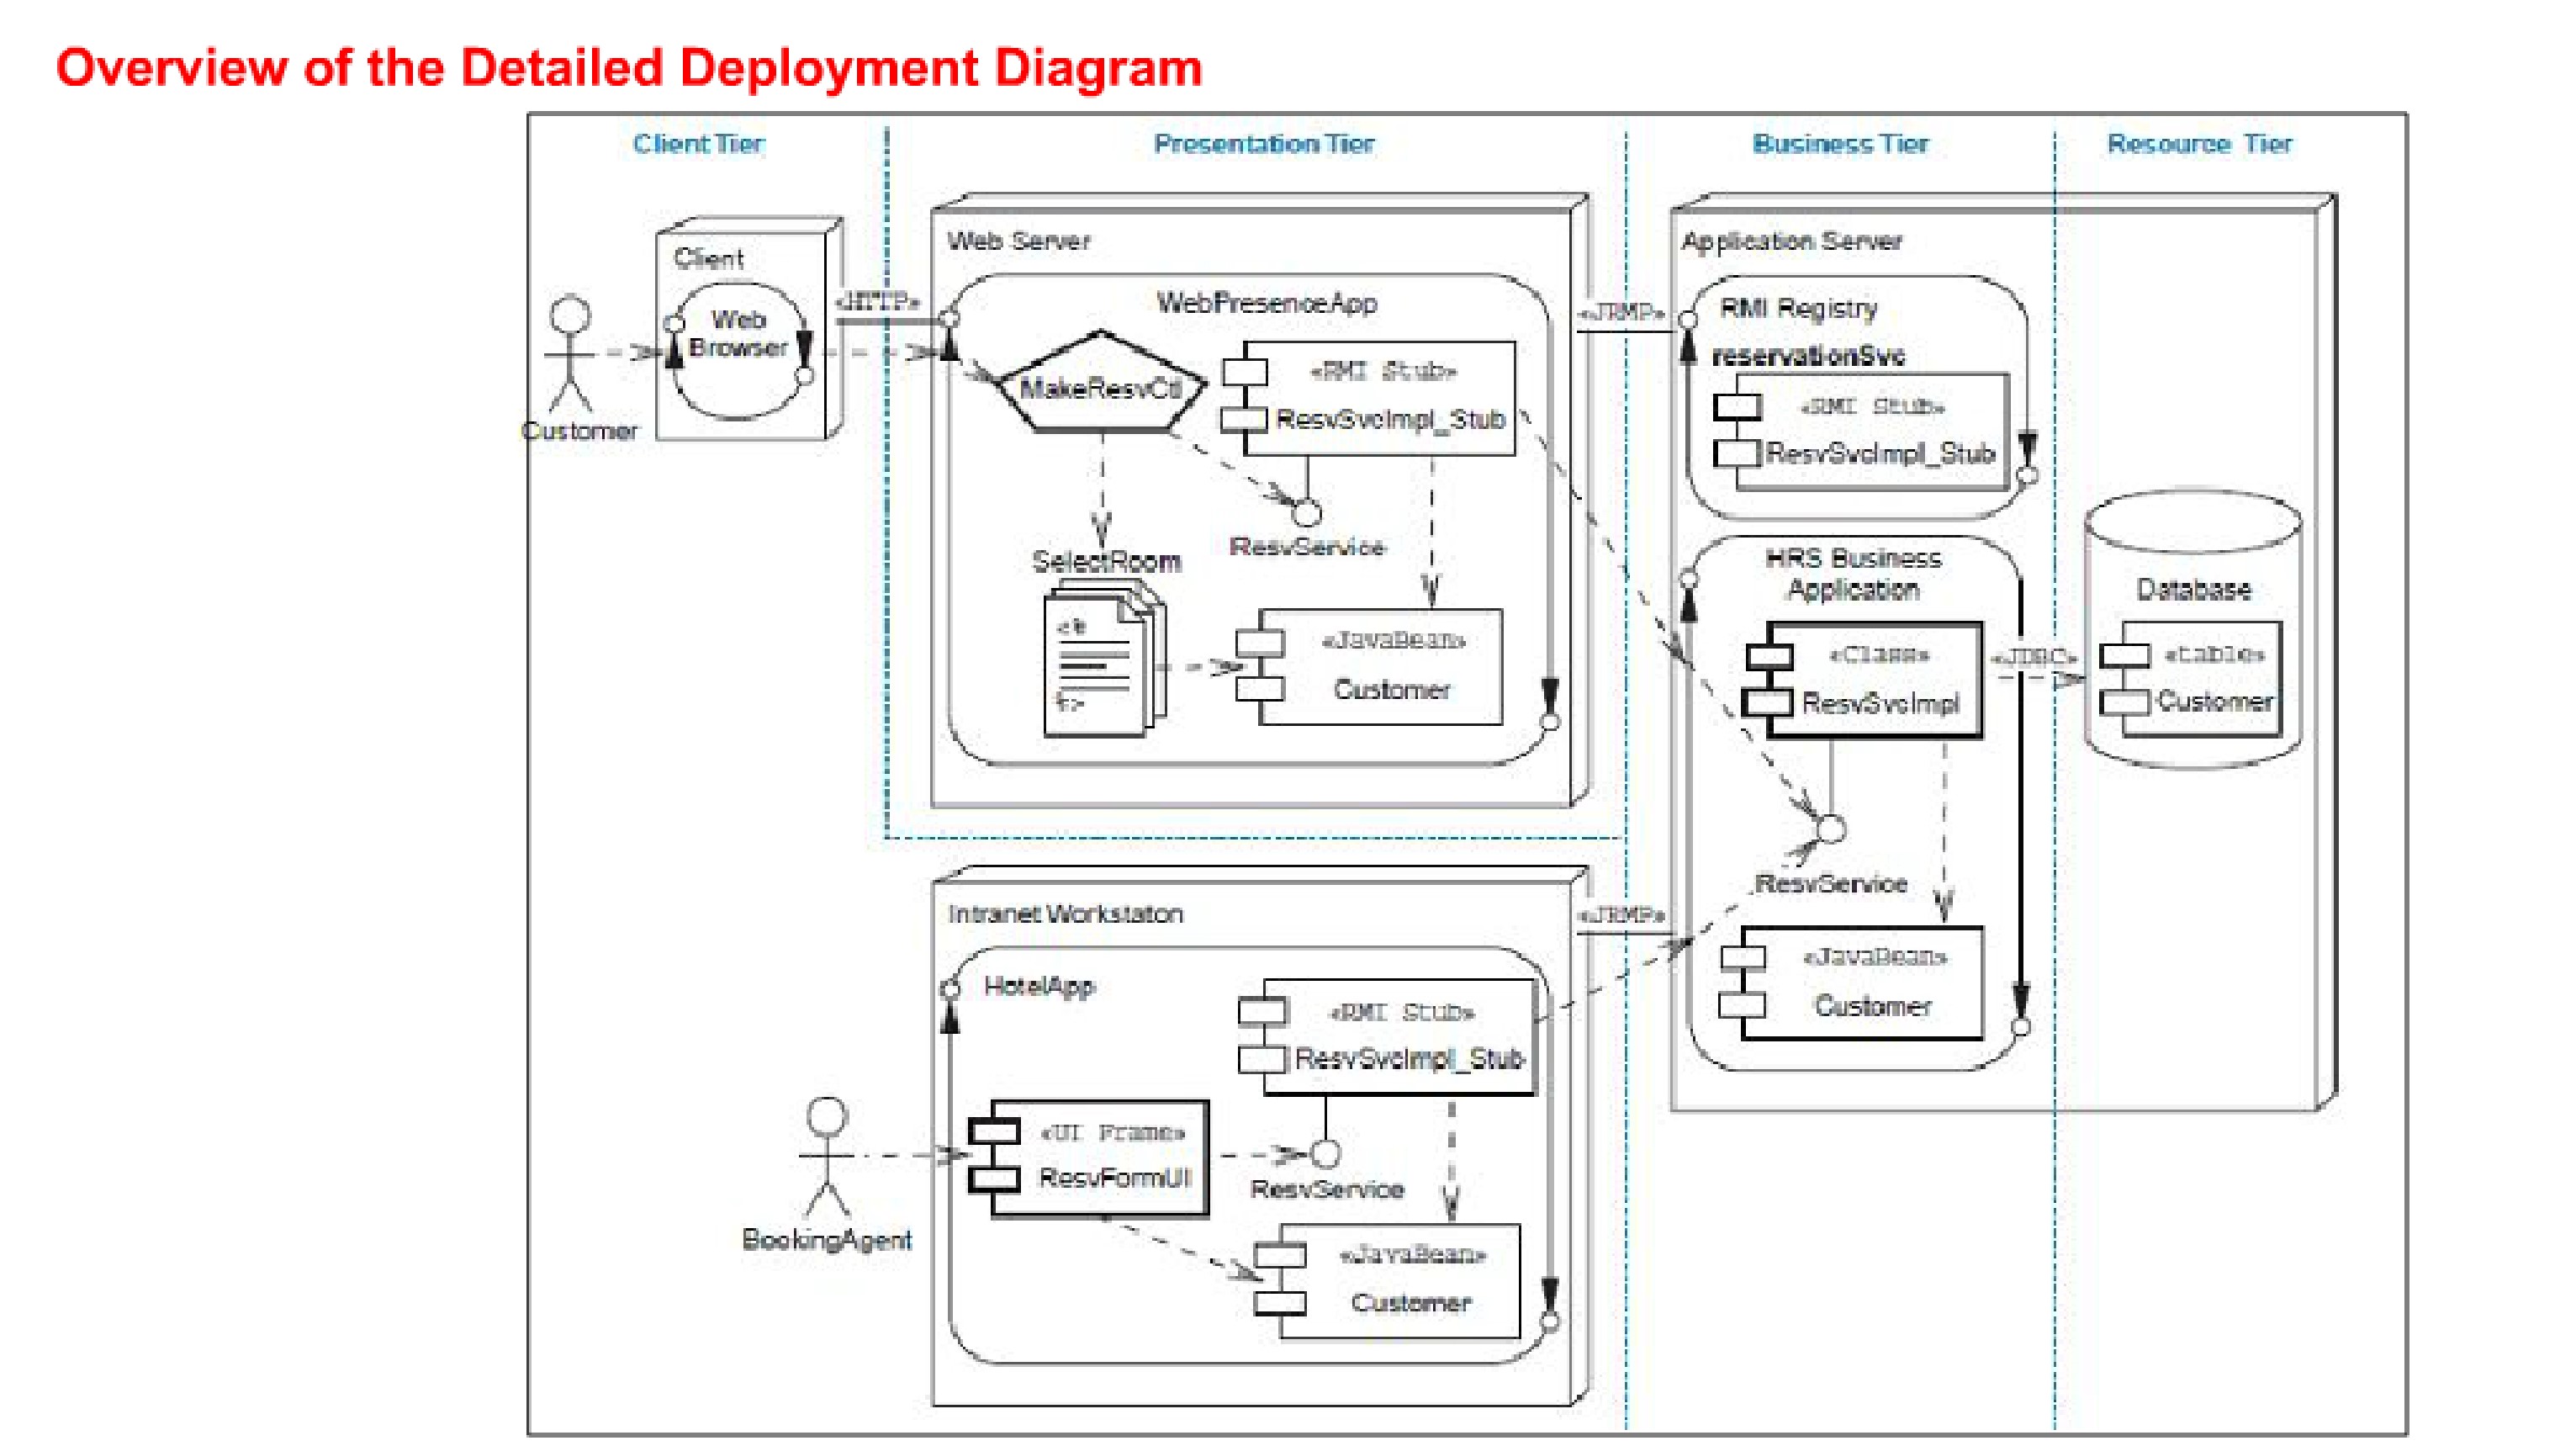 Overview of the Detailed Deployment Diagram
Client Tier
Presentation Tier
Business Tier
Resource Tier
Client
Web
Browser
Customer
«HTTP»
Web Server
WebPresenceApp
MakeResvCtl
«RMI Stub»
ResvSvcImpl_Stub
ResvService
SelectRoom
<%
%>
«JavaBean»
Customer
«JRMP»
Application Server
RMI Registry
reservationSvc
«RMI Stub»
ResvSvcImpl_Stub
HRS Business
Application
«Class»
ResvSvcImpl
«JDBC»
Database
«table»
Customer
ResvService
«JavaBean»
Customer
Intranet Workstaton
«JRMP»
HotelApp
«RMI Stub»
ResvSvcImpl_Stub
«UI Frame»
ResvFormUI
ResvService
BookingAgent
«JavaBean»
Customer